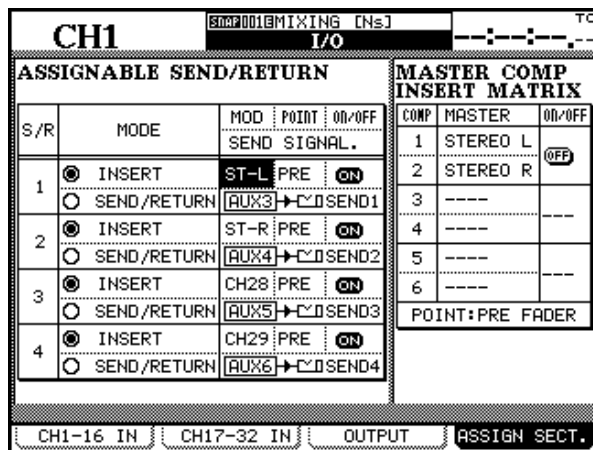 CH1
SNAP001 MIXING [Ns]
I/O
TC
--:--:--.--
ASSIGNABLE SEND/RETURN
S/R MODE MOD POINT ON/OFF
SEND SIGNAL.
1 INSERT ST-L PRE ON
SEND/RETURN AUX3 SEND1
2 INSERT ST-R PRE ON
SEND/RETURN AUX4 SEND2
3 INSERT CH28 PRE ON
SEND/RETURN AUX5 SEND3
4 INSERT CH29 PRE ON
SEND/RETURN AUX6 SEND4
MASTER COMP
INSERT MATRIX
COMP MASTER ON/OFF
1 STEREO L
OFF
2 STEREO R
3 ----
---
4 ----
5 ----
---
6 ----
POINT:PRE FADER
CH1-16 IN CH17-32 IN OUTPUT ASSIGN SECT.